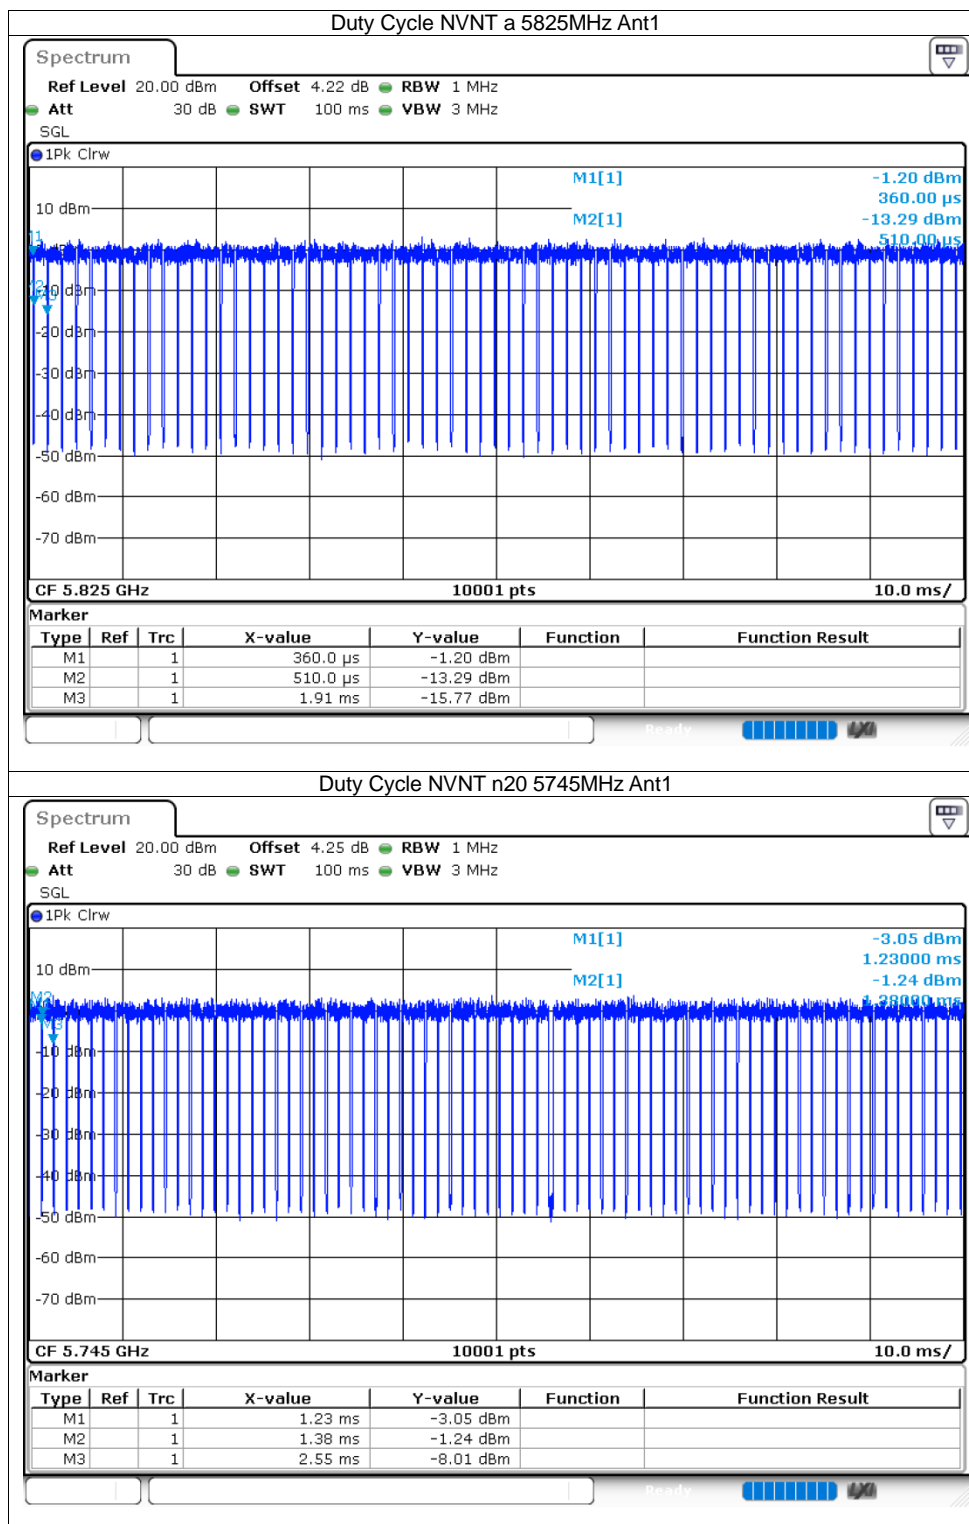 Duty Cycle NVNT a 5825MHz Ant1
Spectrum
Ref Level 20.00 dBm Offset 4.22 dB RBW 1 MHz
Att 30 dB SWT 100 ms VBW 3 MHz
SGL
1Pk Clrw
M1[1] -1.20 dBm
360.00 µs
10 dBm
M2[1] -13.29 dBm
510.00 µs
-10 dBm
-20 dBm
-30 dBm
-40 dBm
-50 dBm
-60 dBm
-70 dBm
CF 5.825 GHz 10001 pts 10.0 ms/
Marker
Type Ref Trc X-value Y-value Function Function Result
M1 1 360.0 µs -1.20 dBm
M2 1 510.0 µs -13.29 dBm
M3 1 1.91 ms -15.77 dBm
Ready LXI
Duty Cycle NVNT n20 5745MHz Ant1
Spectrum
Ref Level 20.00 dBm Offset 4.25 dB RBW 1 MHz
Att 30 dB SWT 100 ms VBW 3 MHz
SGL
1Pk Clrw
M1[1] -3.05 dBm
1.23000 ms
10 dBm
M2[1] -1.24 dBm
1.38000 ms
M2
M3
-10 dBm
-20 dBm
-30 dBm
-40 dBm
-50 dBm
-60 dBm
-70 dBm
CF 5.745 GHz 10001 pts 10.0 ms/
Marker
Type Ref Trc X-value Y-value Function Function Result
M1 1 1.23 ms -3.05 dBm
M2 1 1.38 ms -1.24 dBm
M3 1 2.55 ms -8.01 dBm
Ready LXI